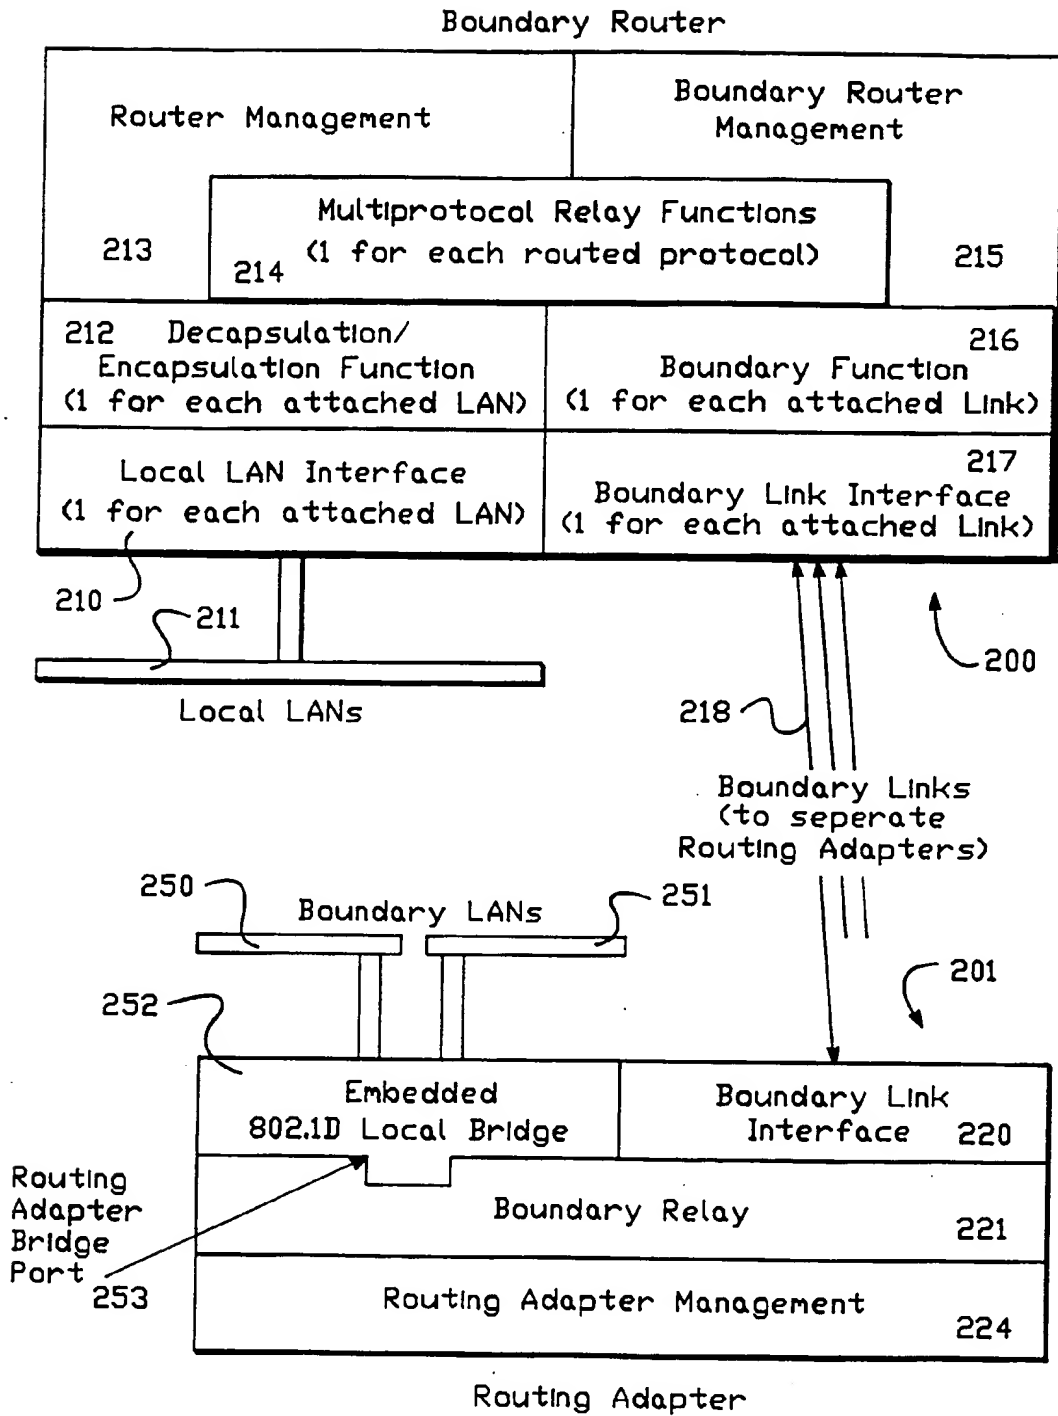 Boundary Router
Router Management
Boundary Router
Management
Multiprotocol Relay Functions
(1 for each routed protocol)
213
214
215
212 Decapsulation/
Encapsulation Function
(1 for each attached LAN)
216
Boundary Function
(1 for each attached Link)
Local LAN Interface
(1 for each attached LAN)
217
Boundary Link Interface
(1 for each attached Link)
210
211
Local LANs
200
218
Boundary Links
(to seperate
Routing Adapters)
250
Boundary LANs
251
252
201
Embedded
802.1D Local Bridge
Boundary Link
Interface 220
Routing
Adapter
Bridge
Port
253
Boundary Relay
221
Routing Adapter Management
224
Routing Adapter